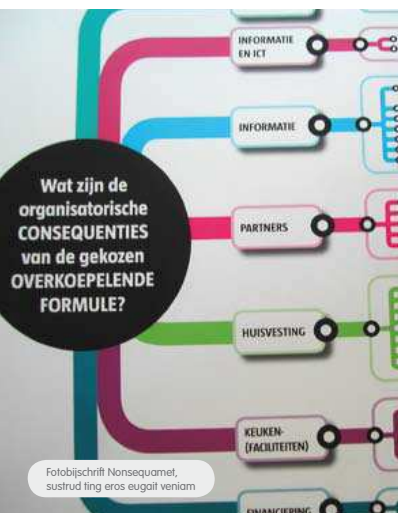 INFORMATIE
EN ICT
INFORMATIE
Wat zijn de
organisatorische
CONSEQUENTIES
van de gekozen
OVERKOEPELENDE
FORMULE?
PARTNERS
HUISVESTING
KEUKEN-
(FACILITEITEN)
Fotobijschrift Nonsequamet,
sustrud ting eros eugait veniam
FINANCIERING